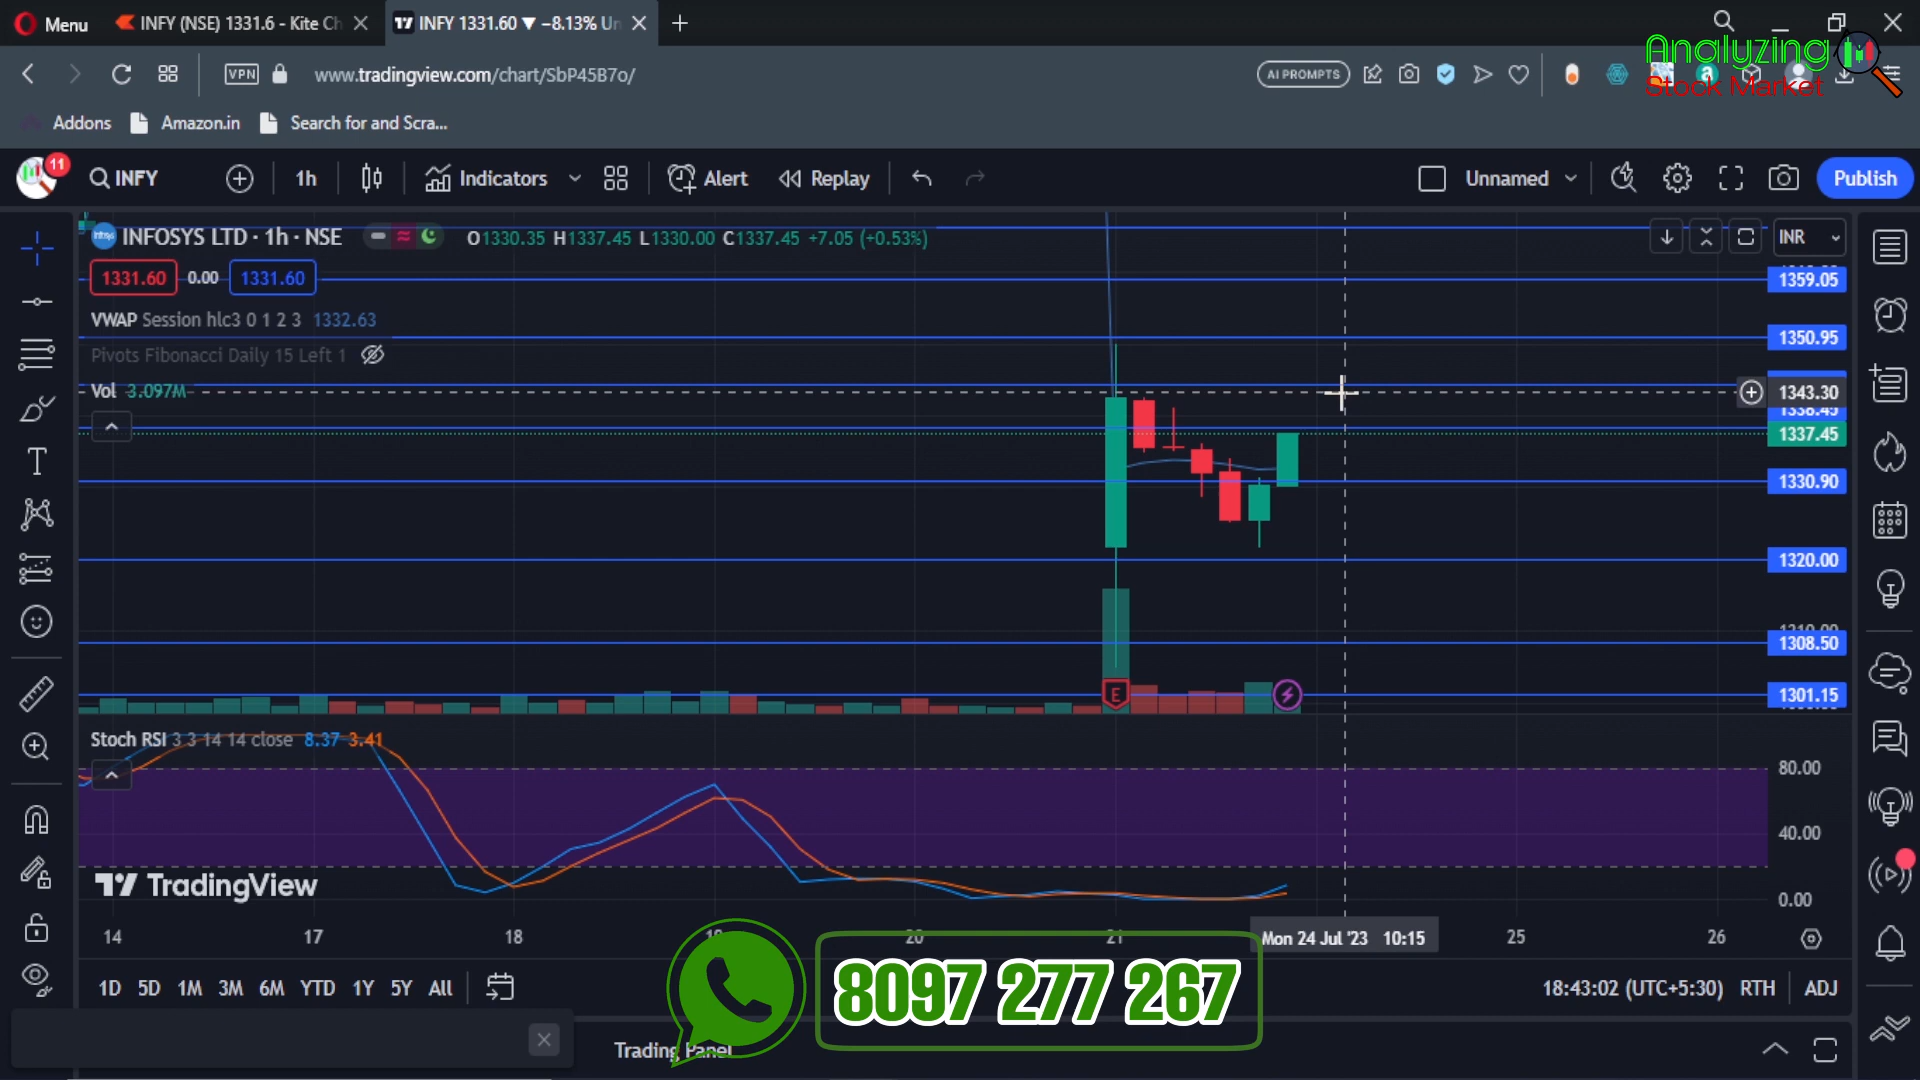 Menu
INFY (NSE) 1331.6 - Kite Ch
INFY 1331.60 ▼ −8.13% Un
Analyzing
Stock Market
VPN
www.tradingview.com/chart/SbP45B7o/
AI PROMPTS
Addons
Amazon.in
Search for and Scra...
11
INFY
1h
Indicators
Alert
Replay
Unnamed
Publish
INFOSYS LTD · 1h · NSE
O1330.35 H1337.45 L1330.00 C1337.45 +7.05 (+0.53%)
INR
1331.60
0.00
1331.60
1359.05
VWAP Session hlc3 0 1 2 3 1332.63
1350.95
Pivots Fibonacci Daily 15 Left 1
Vol 3.097M
1343.30
1338.45
1337.45
1330.90
1320.00
1308.50
1301.15
E
Stoch RSI 3 3 14 14 close 8.37 3.41
80.00
40.00
0.00
TradingView
14 17 18 19 20 21 Mon 24 Jul '23 10:15 25 26
1D 5D 1M 3M 6M YTD 1Y 5Y All
8097 277 267
18:43:02 (UTC+5:30) RTH ADJ
Trading Panel